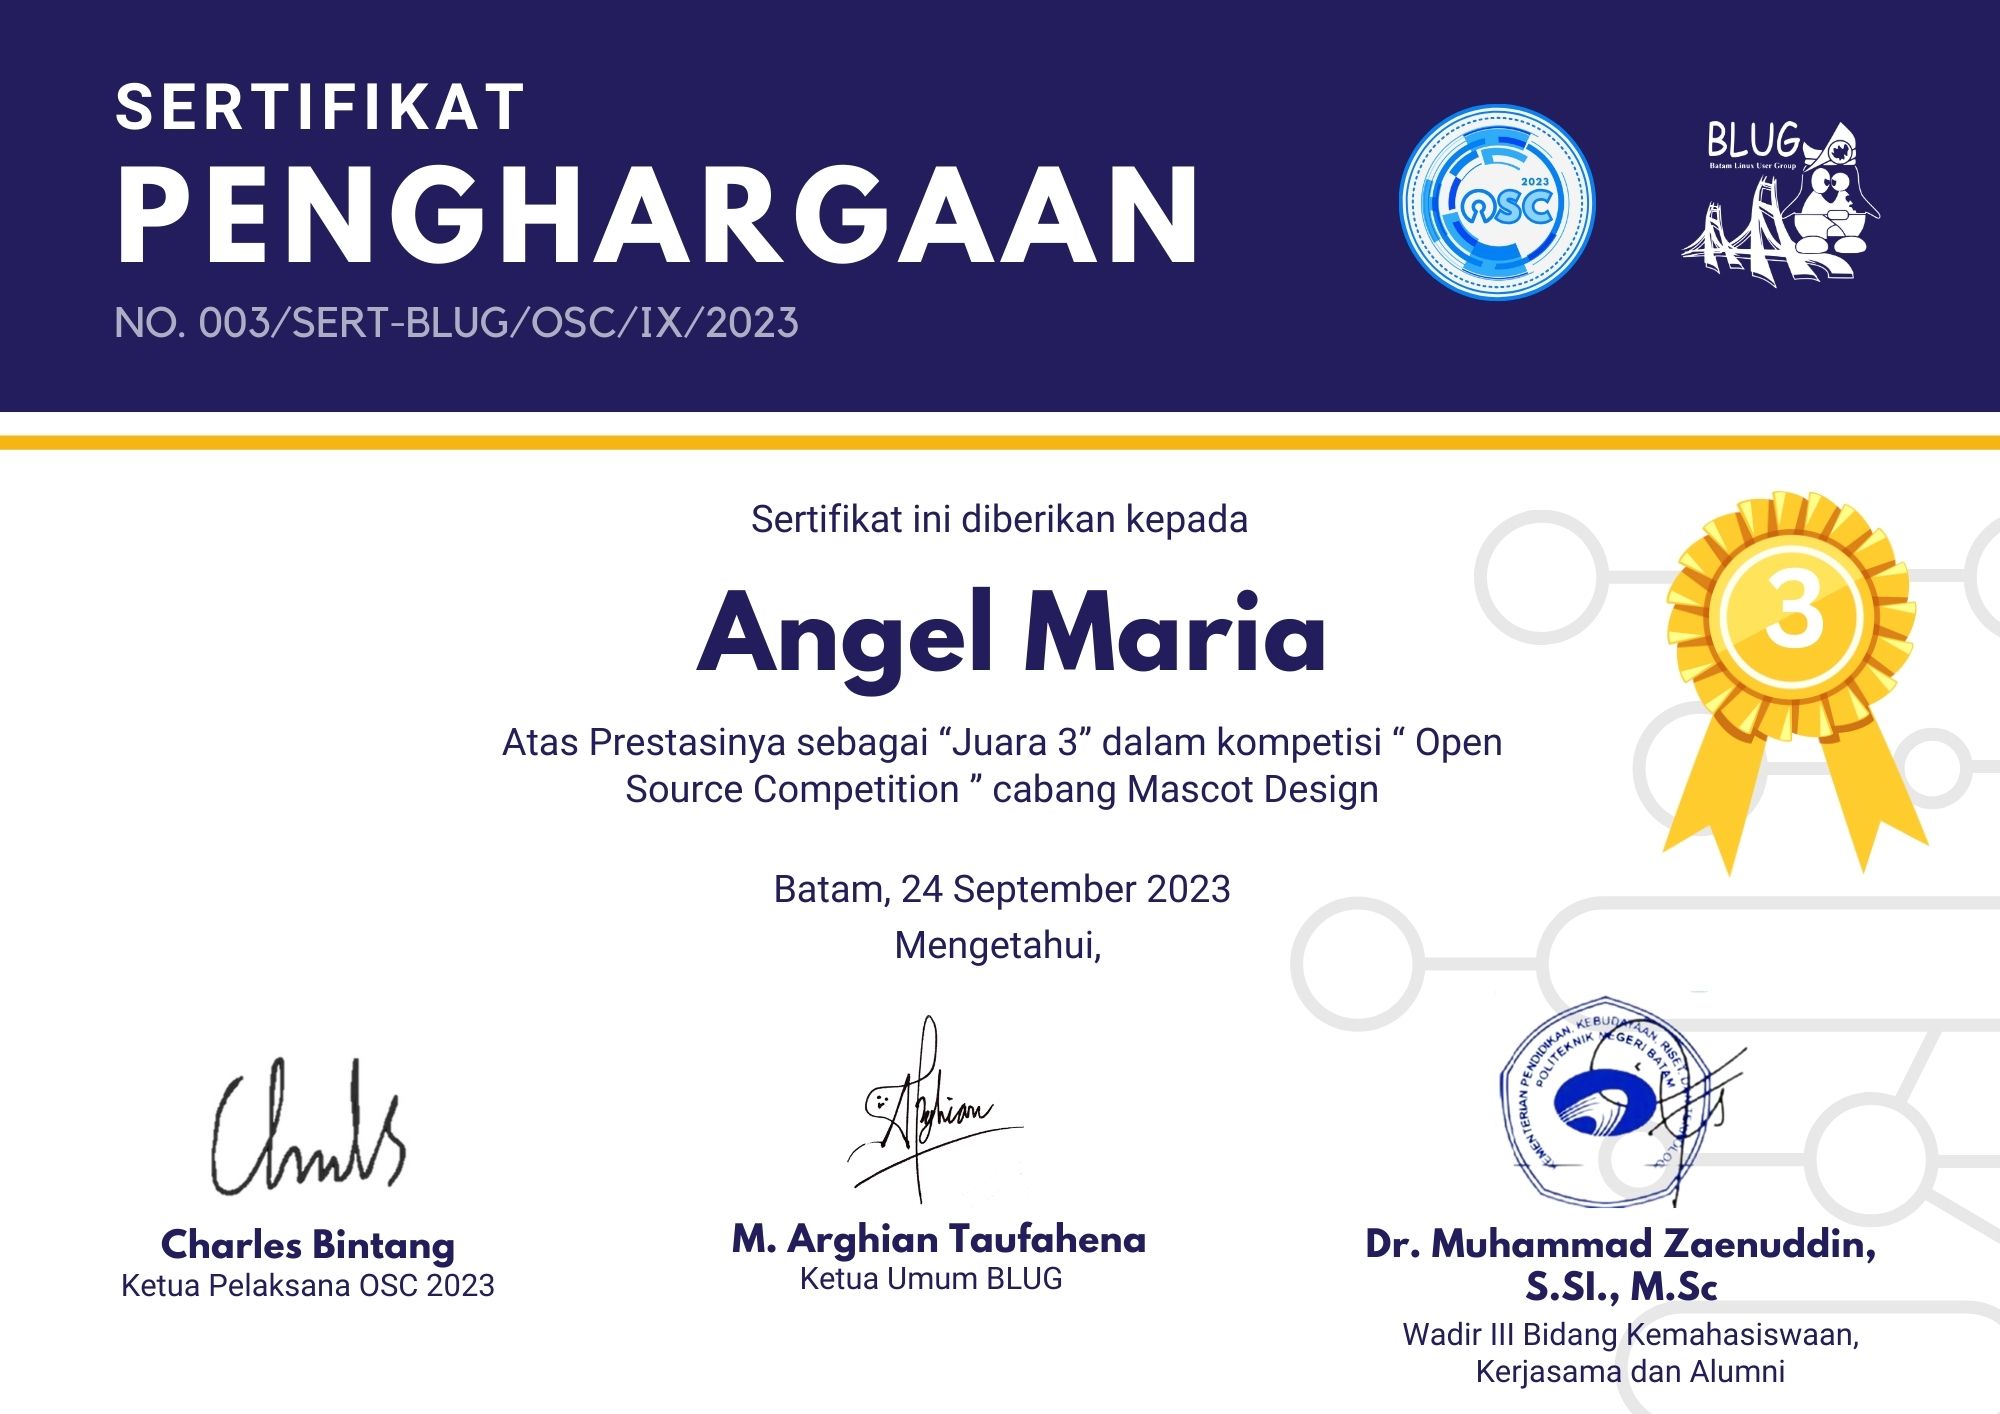 SERTIFIKAT
PENGHARGAAN
NO. 003/SERT-BLUG/OSC/IX/2023
2023
OSC
BLUG
Batam Linux User Group
Sertifikat ini diberikan kepada
Angel Maria
3
Atas Prestasinya sebagai “Juara 3” dalam kompetisi “ Open
Source Competition ” cabang Mascot Design
Batam, 24 September 2023
Mengetahui,
Arghian
KEMENTERIAN PENDIDIKAN, KEBUDAYAAN, RISET, DAN TEKNOLOGI
POLITEKNIK NEGERI BATAM
Charles Bintang
Ketua Pelaksana OSC 2023
M. Arghian Taufahena
Ketua Umum BLUG
Dr. Muhammad Zaenuddin,
S.SI., M.Sc
Wadir III Bidang Kemahasiswaan,
Kerjasama dan Alumni